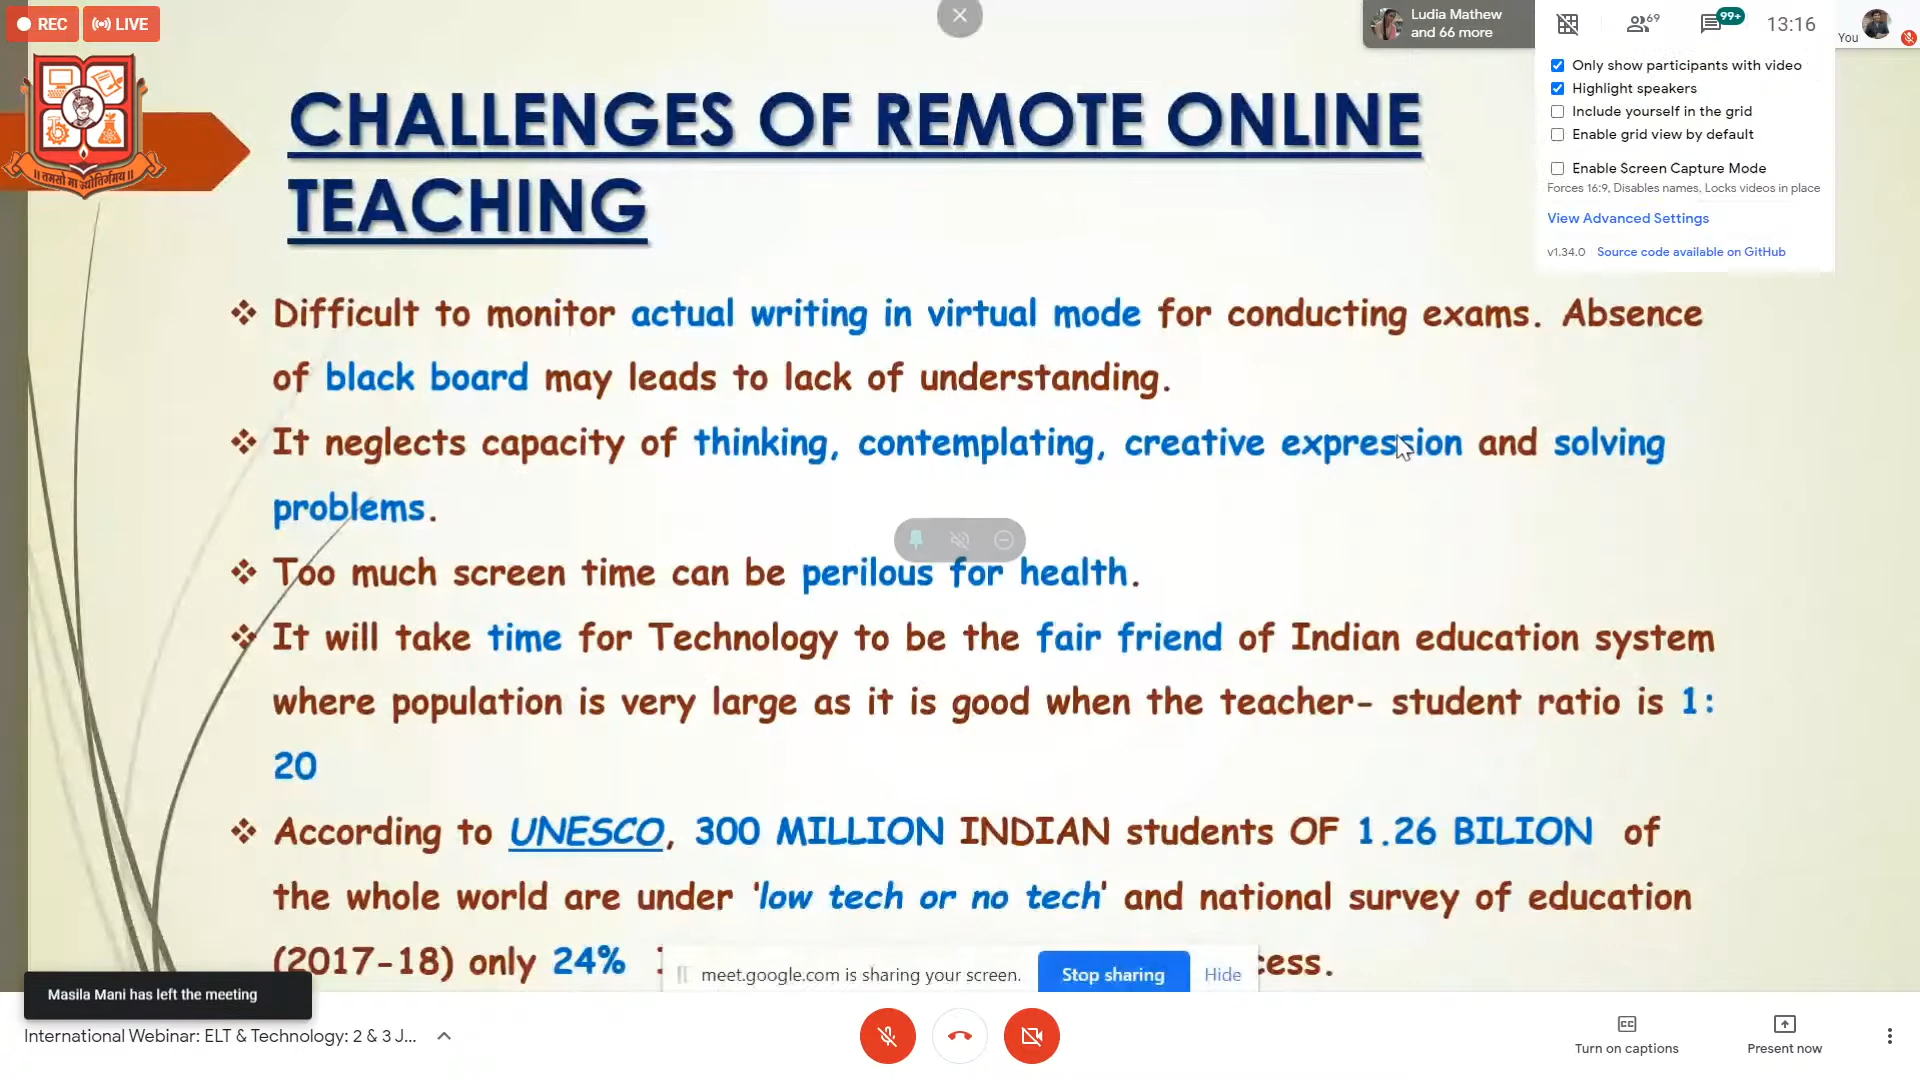 REC
LIVE
Ludia Mathew
and 66 more
69
99+
13:16
You
Only show participants with video
Highlight speakers
Include yourself in the grid
Enable grid view by default
Enable Screen Capture Mode
Forces 16:9, Disables names, Locks videos in place
View Advanced Settings
v1.34.0 Source code available on GitHub
॥ तमसो मा ज्योतिर्गमय ॥
CHALLENGES OF REMOTE ONLINE
TEACHING
Difficult to monitor actual writing in virtual mode for conducting exams. Absence
of black board may leads to lack of understanding.
It neglects capacity of thinking, contemplating, creative expression and solving
problems.
Too much screen time can be perilous for health.
It will take time for Technology to be the fair friend of Indian education system
where population is very large as it is good when the teacher- student ratio is 1:
20
According to UNESCO, 300 MILLION INDIAN students OF 1.26 BILION of
the whole world are under 'low tech or no tech' and national survey of education
(2017-18) only 24%
cess.
meet.google.com is sharing your screen. Stop sharing Hide
Masila Mani has left the meeting
International Webinar: ELT & Technology: 2 & 3 J...
Turn on captions
Present now